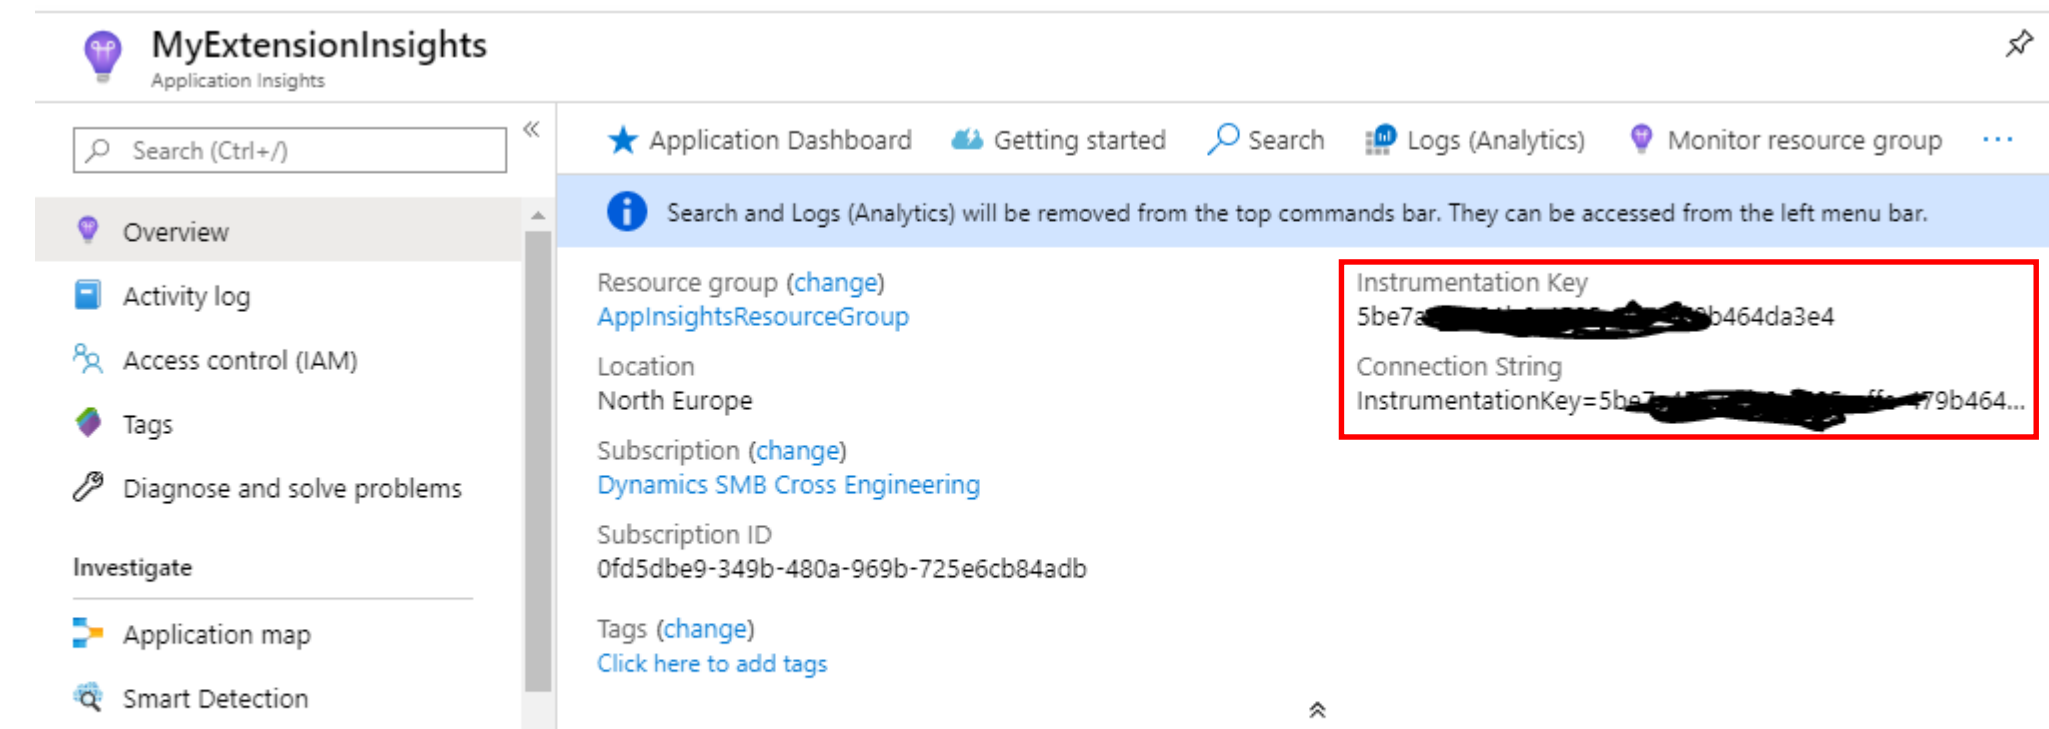 MyExtensionInsights
Application Insights
Search (Ctrl+/)
Overview
Activity log
Access control (IAM)
Tags
Diagnose and solve problems
Investigate
Application map
Smart Detection
Application Dashboard
Getting started
Search
Logs (Analytics)
Monitor resource group
Search and Logs (Analytics) will be removed from the top commands bar. They can be accessed from the left menu bar.
Resource group (change)
AppInsightsResourceGroup
Location
North Europe
Subscription (change)
Dynamics SMB Cross Engineering
Subscription ID
0fd5dbe9-349b-480a-969b-725e6cb84adb
Tags (change)
Click here to add tags
Instrumentation Key
5be7a b464da3e4
Connection String
InstrumentationKey=5be7 479b464...